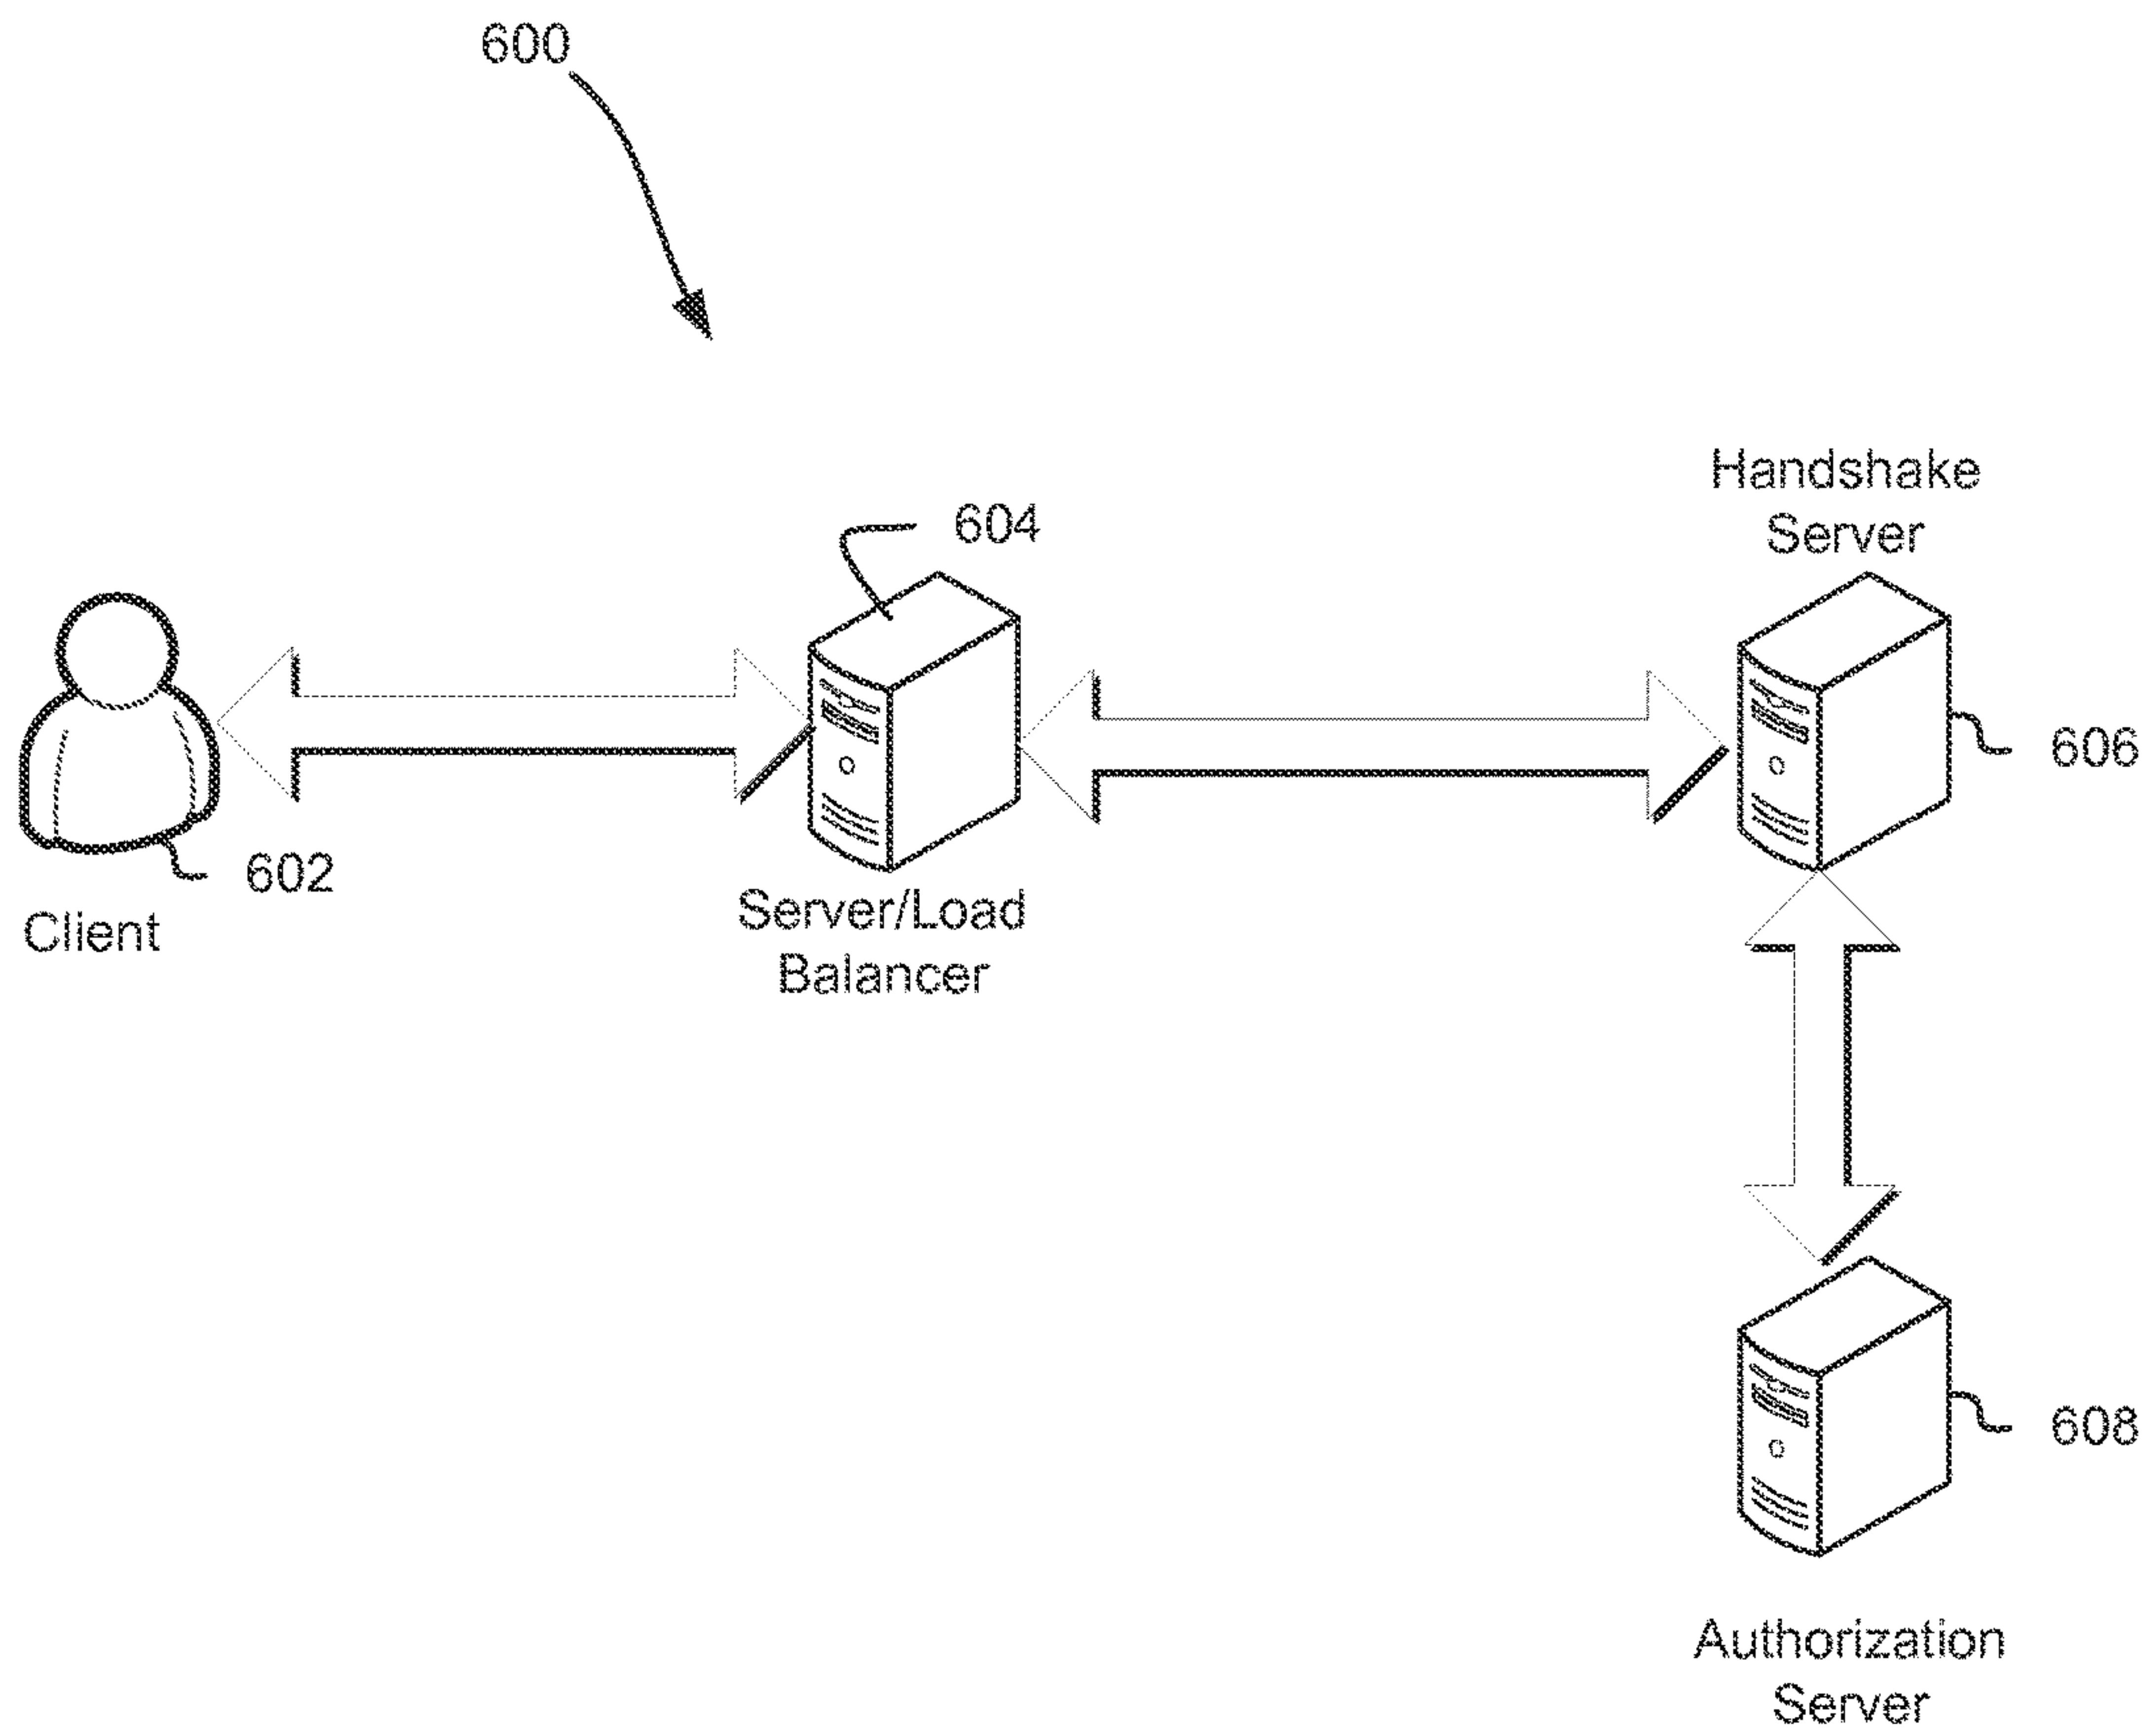 600
604
Handshake
Server
606
602
Client
Server/Load
Balancer
608
Authorization
Server